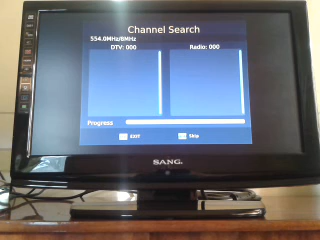 Channel Search
554.0MHz/8MHz
DTV: 000 Radio: 000
Progress
EXIT Skip
SANG.